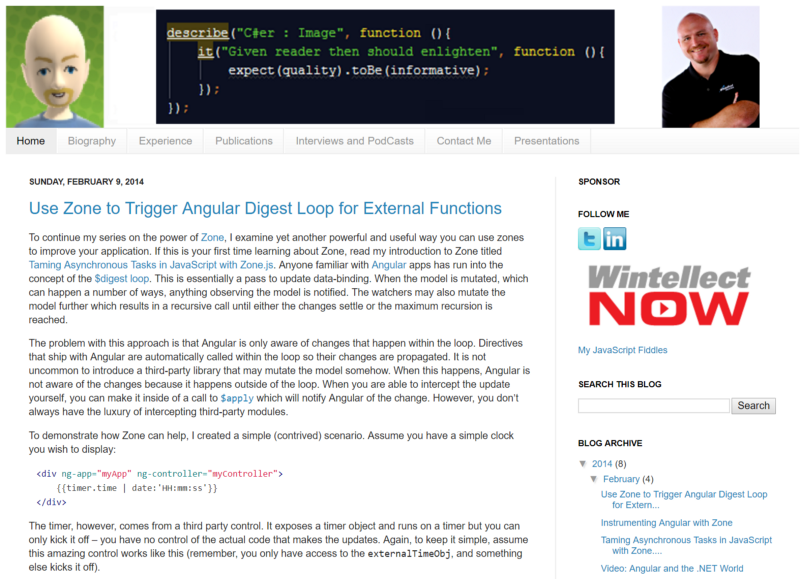 describe("C#er : Image", function (){
it("Given reader then should enlighten", function (){
expect(quality).toBe(informative);
});
});
Home
Biography
Experience
Publications
Interviews and PodCasts
Contact Me
Presentations
SUNDAY, FEBRUARY 9, 2014
Use Zone to Trigger Angular Digest Loop for External Functions
To continue my series on the power of Zone, I examine yet another powerful and useful way you can use zones
to improve your application. If this is your first time learning about Zone, read my introduction to Zone titled
Taming Asynchronous Tasks in JavaScript with Zone.js. Anyone familiar with Angular apps has run into the
concept of the $digest loop. This is essentially a pass to update data-binding. When the model is mutated, which
can happen a number of ways, anything observing the model is notified. The watchers may also mutate the
model further which results in a recursive call until either the changes settle or the maximum recursion is
reached.
The problem with this approach is that Angular is only aware of changes that happen within the loop. Directives
that ship with Angular are automatically called within the loop so their changes are propagated. It is not
uncommon to introduce a third-party library that may mutate the model somehow. When this happens, Angular is
not aware of the changes because it happens outside of the loop. When you are able to intercept the update
yourself, you can make it inside of a call to $apply which will notify Angular of the change. However, you don't
always have the luxury of intercepting third-party modules.
To demonstrate how Zone can help, I created a simple (contrived) scenario. Assume you have a simple clock
you wish to display:
<div ng-app="myApp" ng-controller="myController">
{{timer.time | date:'HH:mm:ss'}}
</div>
The timer, however, comes from a third party control. It exposes a timer object and runs on a timer but you can
only kick it off – you have no control of the actual code that makes the updates. Again, to keep it simple, assume
this amazing control works like this (remember, you only have access to the externalTimeObj, and something
else kicks it off).
SPONSOR
FOLLOW ME
t in
Wintellect
NOW
My JavaScript Fiddles
SEARCH THIS BLOG
Search
BLOG ARCHIVE
▼ 2014 (8)
▼ February (4)
Use Zone to Trigger Angular Digest Loop
for Extern...
Instrumenting Angular with Zone
Taming Asynchronous Tasks in JavaScript
with Zone....
Video: Angular and the .NET World